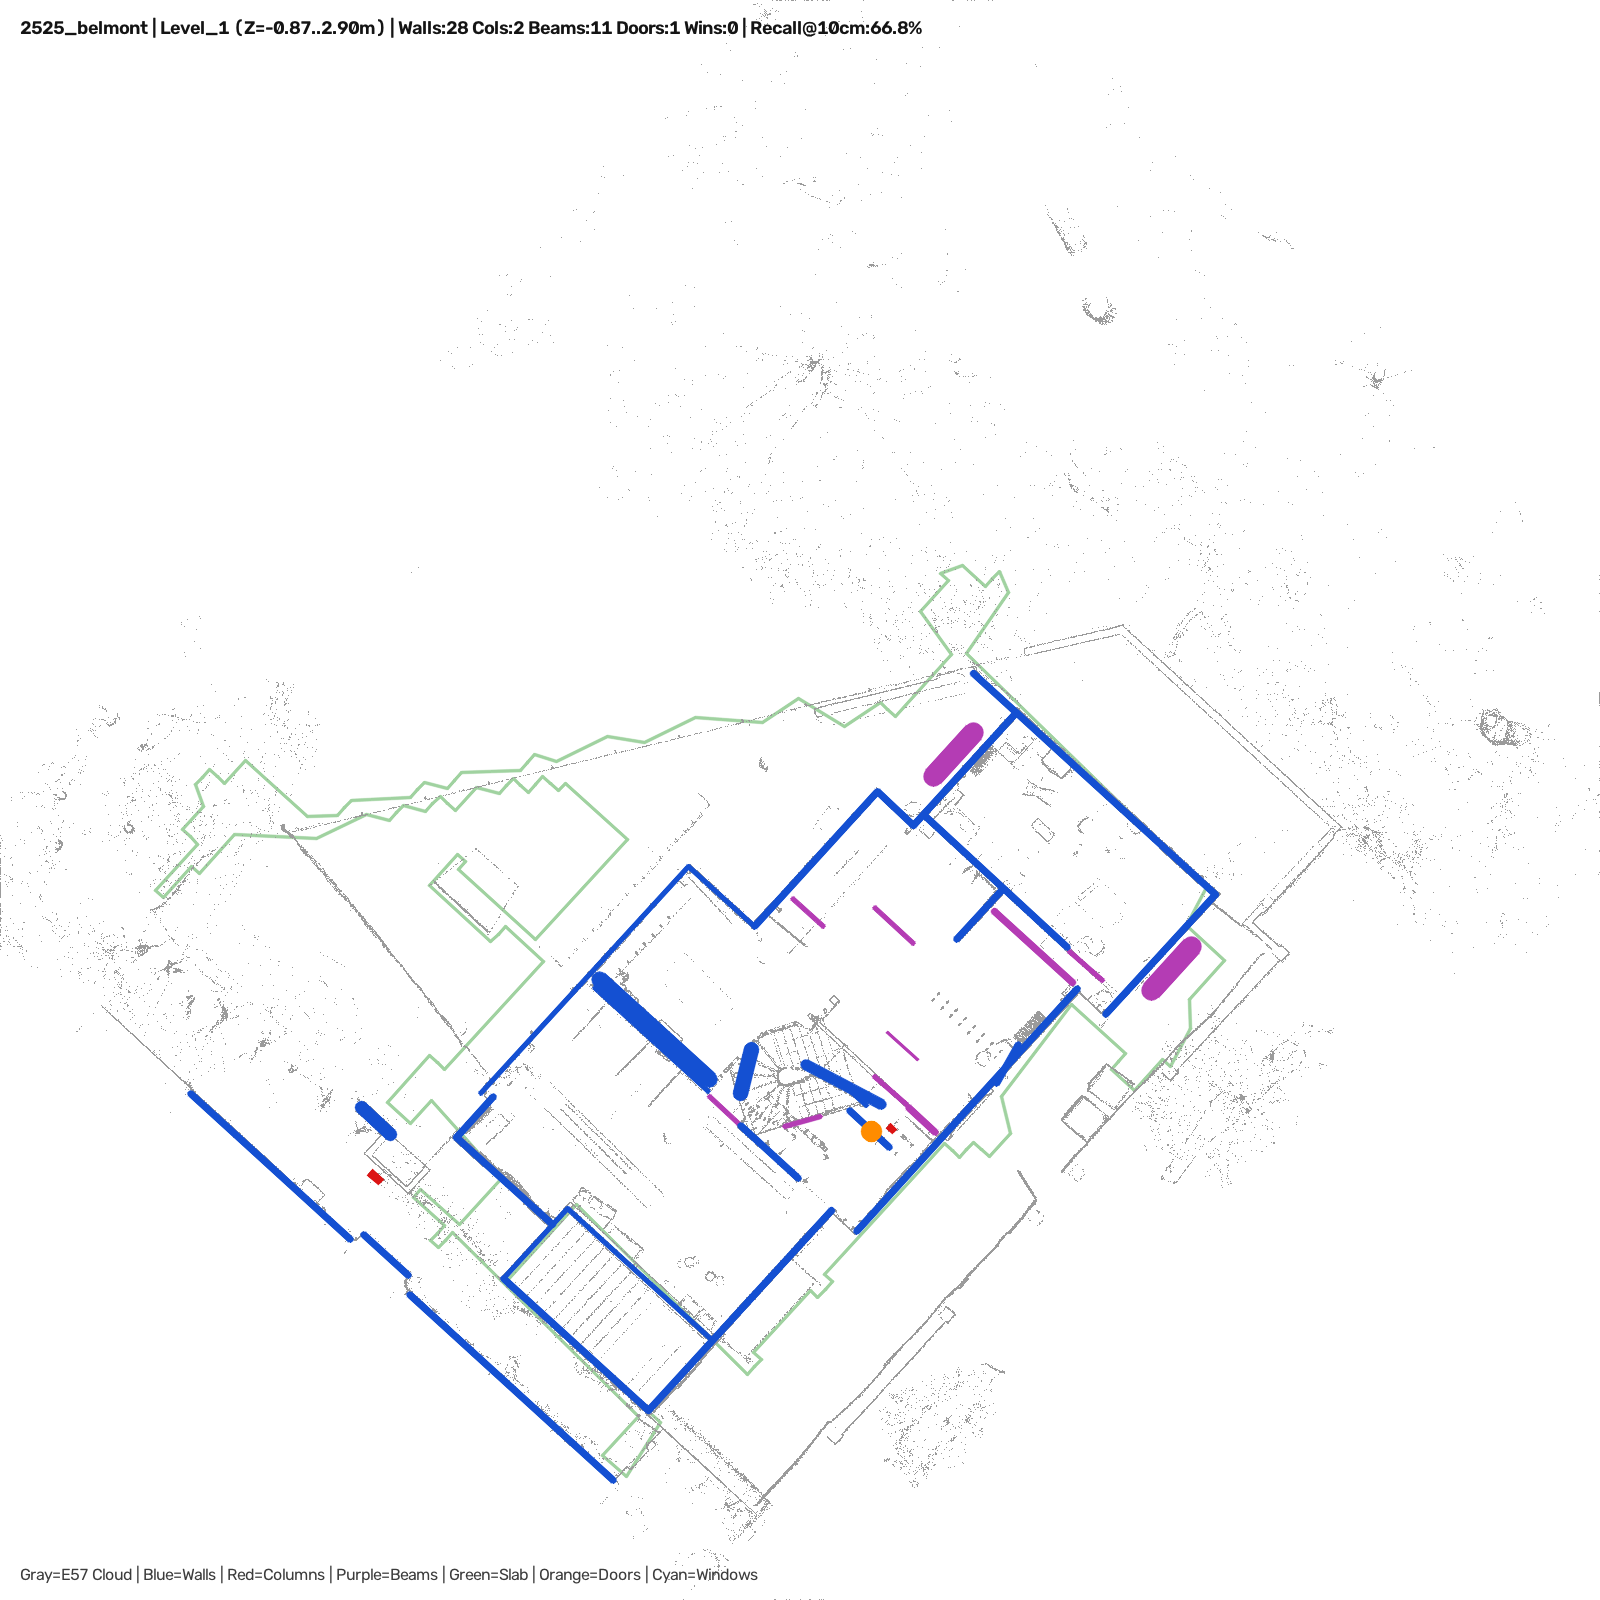 2525_belmont | Level_1 (Z=-0.87..2.90m) | Walls:28 Cols:2 Beams:11 Doors:1 Wins:0 | Recall@10cm:66.8%
Gray=E57 Cloud | Blue=Walls | Red=Columns | Purple=Beams | Green=Slab | Orange=Doors | Cyan=Windows